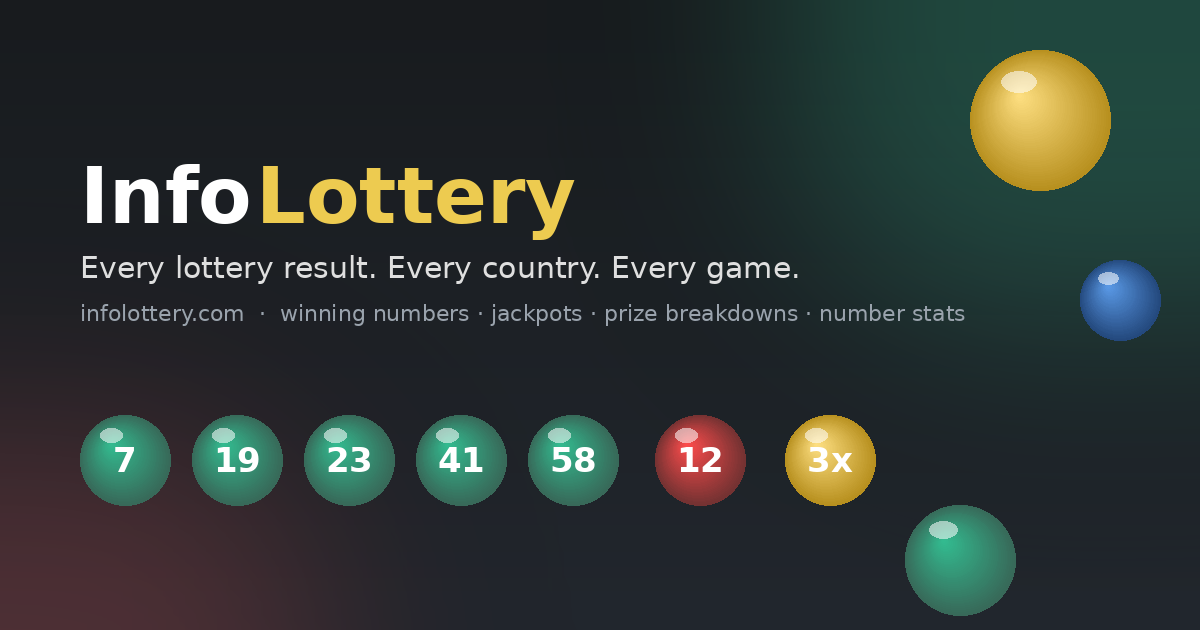 InfoLottery
Every lottery result. Every country. Every game.
infolottery.com · winning numbers · jackpots · prize breakdowns · number stats
7 19 23 41 58 12 3x